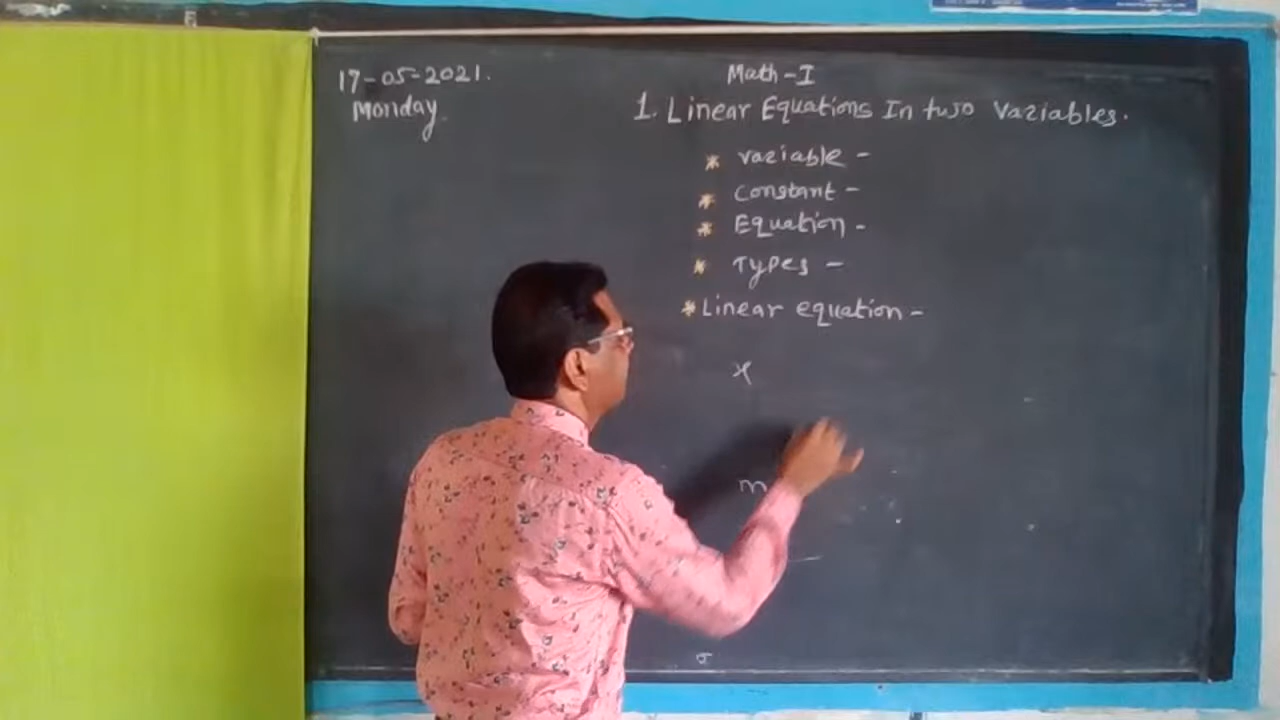 17-05-2021.
Monday.
Math-I
1. Linear Equations In two Variables.
* variable -
* Constant -
* Equation -
* Types -
* Linear equation -
x
m